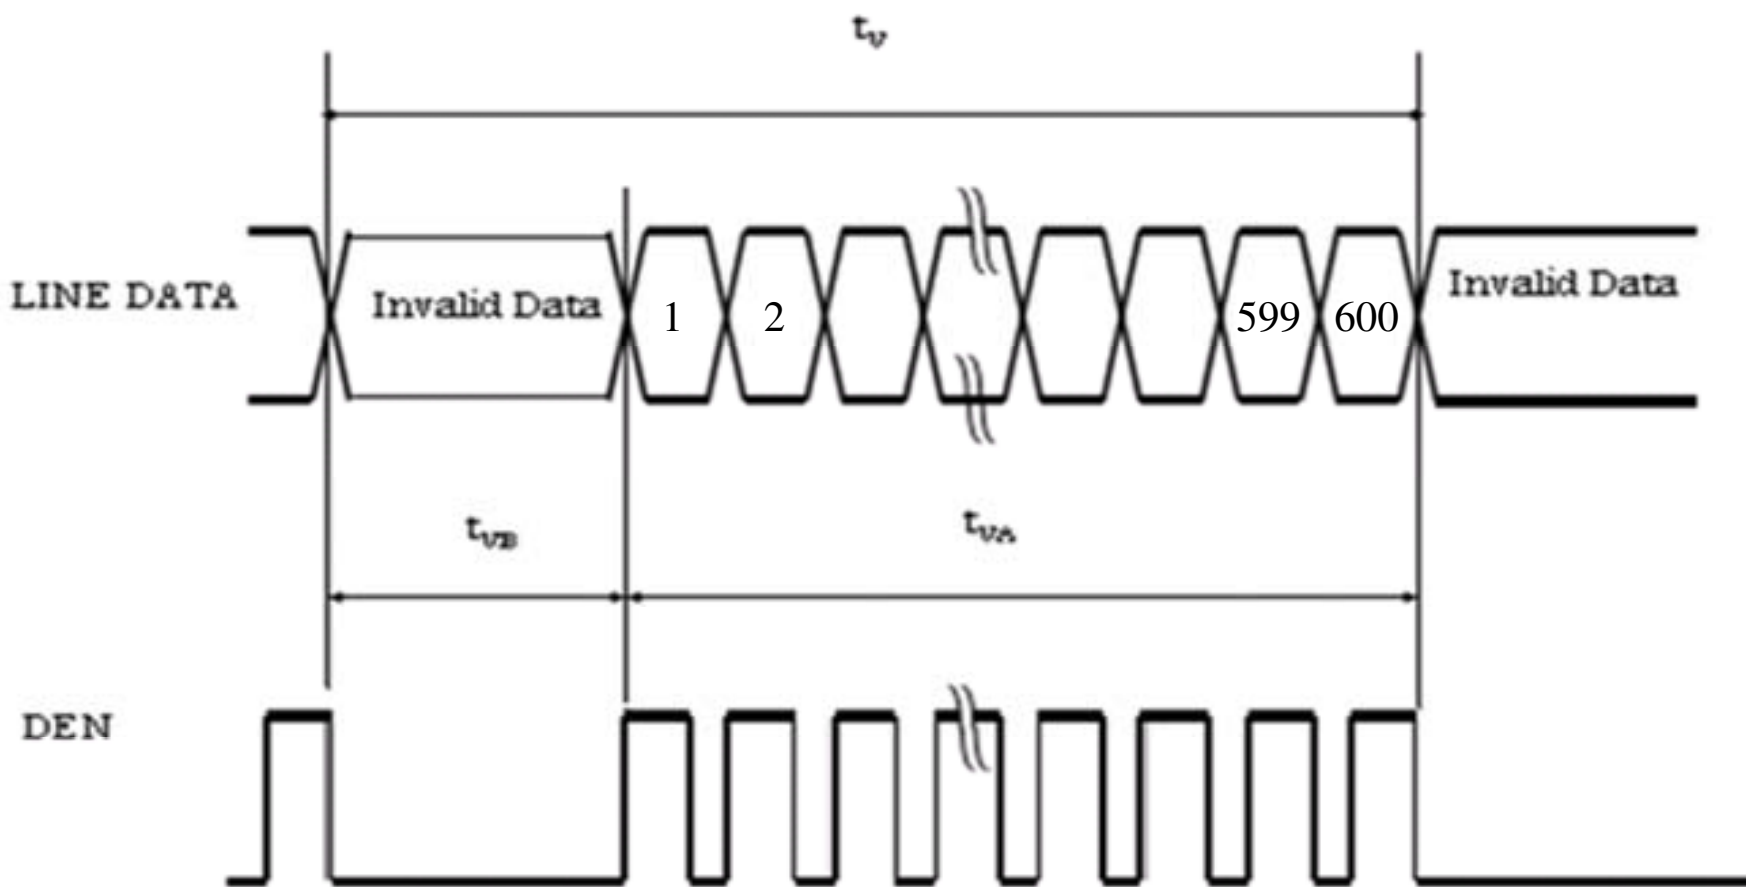 tv
LINE DATA
Invalid Data
1
2
599
600
Invalid Data
tVB
tVA
DEN